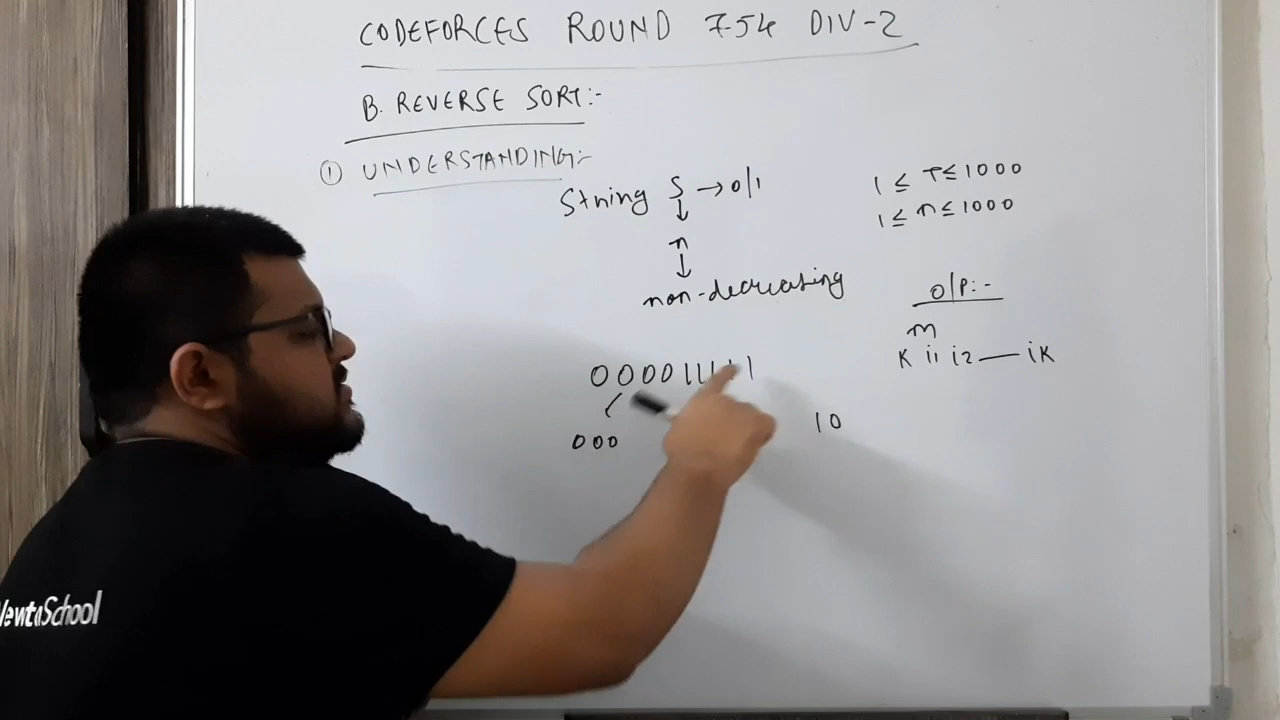 CODEFORCES ROUND 754 DIV-2
B. REVERSE SORT:-
① UNDERSTANDING:-
String S → 0/1
↓
n
↓
non-decreasing
1 ≤ T ≤ 1000
1 ≤ n ≤ 1000
O/P:-
m
K i1 i2 — iK
000011111
000
10
NewtonSchool